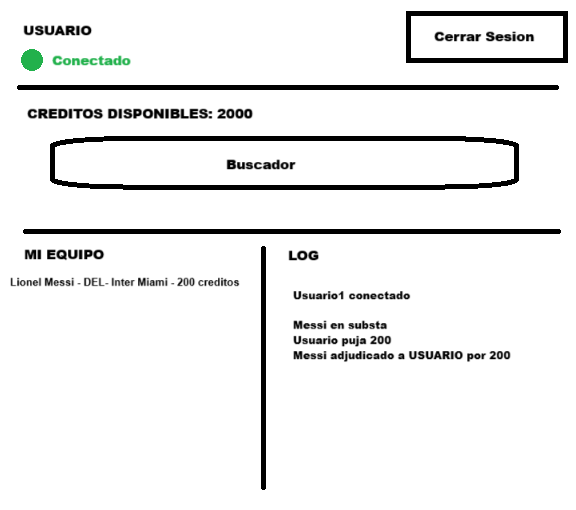 USUARIO
Cerrar Sesion
Conectado
CREDITOS DISPONIBLES: 2000
Buscador
MI EQUIPO
Lionel Messi - DEL- Inter Miami - 200 creditos
LOG
Usuario1 conectado
Messi en substa
Usuario puja 200
Messi adjudicado a USUARIO por 200